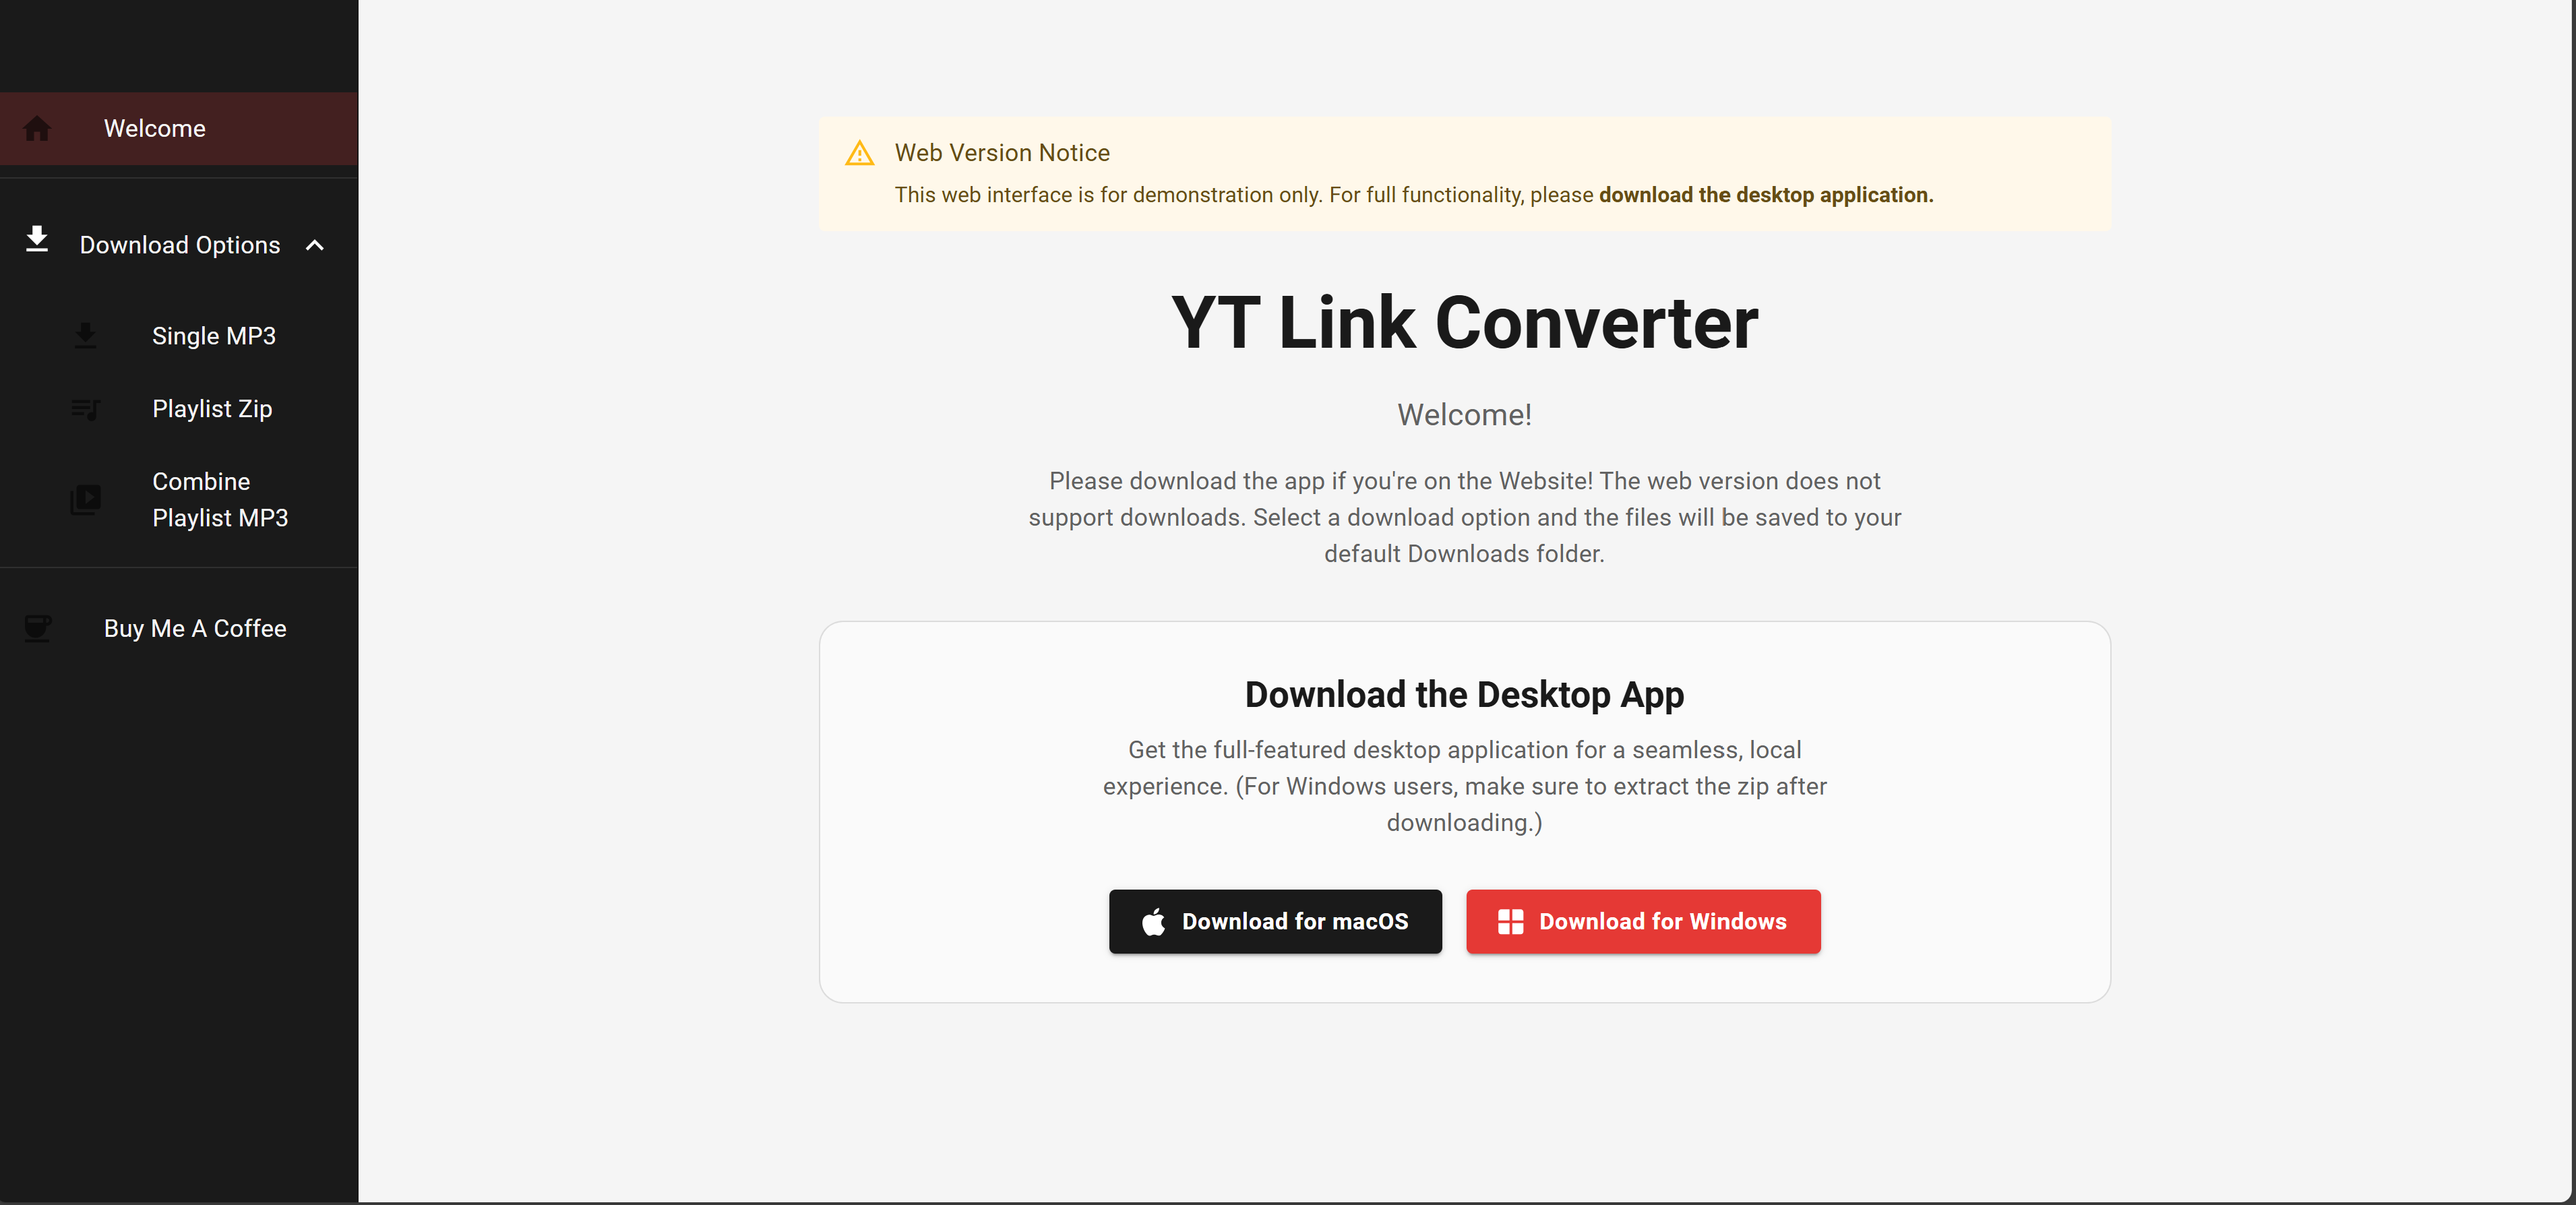 Welcome
Download Options
Single MP3
Playlist Zip
Combine
Playlist MP3
Buy Me A Coffee
Web Version Notice
This web interface is for demonstration only. For full functionality, please download the desktop application.
YT Link Converter
Welcome!
Please download the app if you're on the Website! The web version does not
support downloads. Select a download option and the files will be saved to your
default Downloads folder.
Download the Desktop App
Get the full-featured desktop application for a seamless, local
experience. (For Windows users, make sure to extract the zip after
downloading.)
Download for macOS
Download for Windows